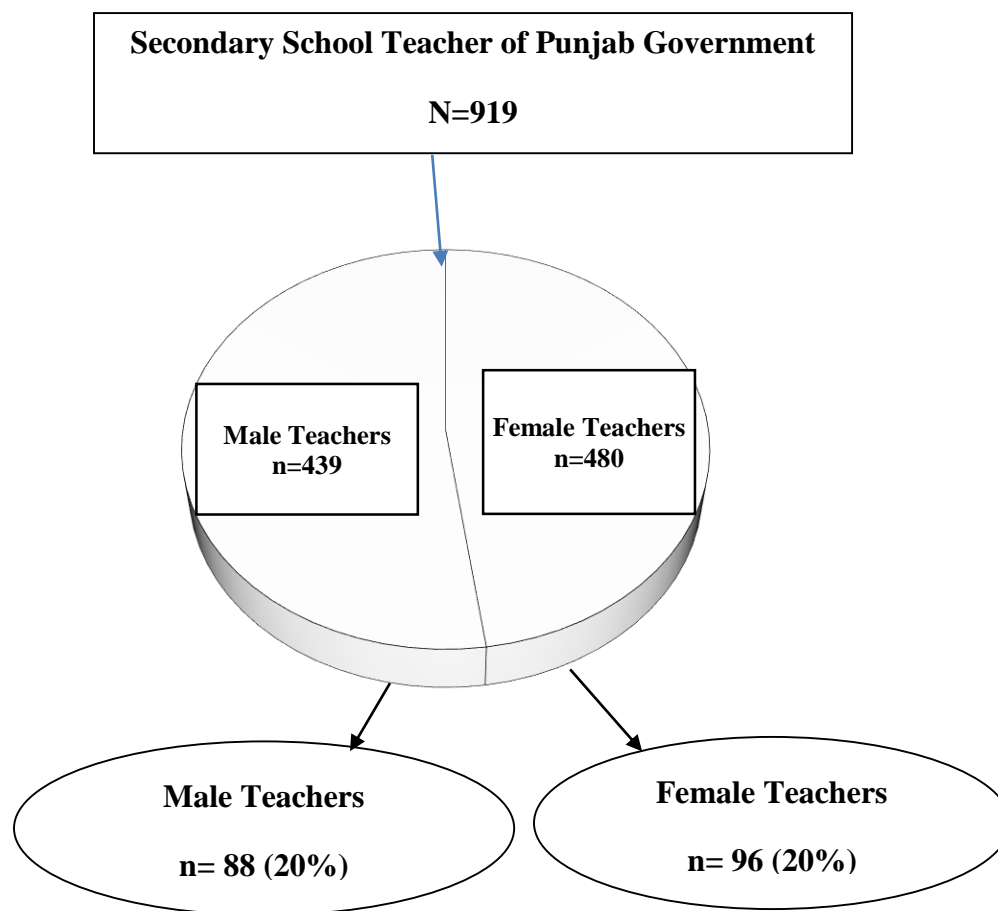 Secondary School Teacher of Punjab Government
N=919
Male Teachers
n=439
Female Teachers
n=480
Male Teachers
n= 88 (20%)
Female Teachers
n= 96 (20%)